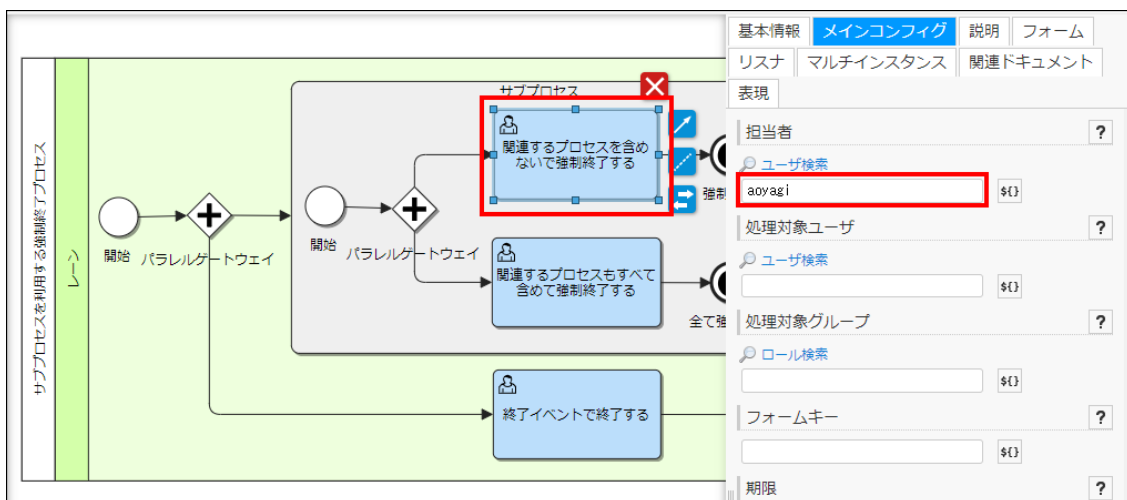 サブプロセスを利用する強制終了プロセス
レーン
開始
パラレルゲートウェイ
サブプロセス
開始
パラレルゲートウェイ
関連するプロセスを含め
ないで強制終了する
強制
関連するプロセスもすべて
含めて強制終了する
全て強
終了イベントで終了する
基本情報 メインコンフィグ 説明 フォーム
リスナ マルチインスタンス 関連ドキュメント
表現
担当者 ?
ユーザ検索
aoyagi ${}
処理対象ユーザ ?
ユーザ検索
${}
処理対象グループ ?
ロール検索
${}
フォームキー ?
${}
期限 ?